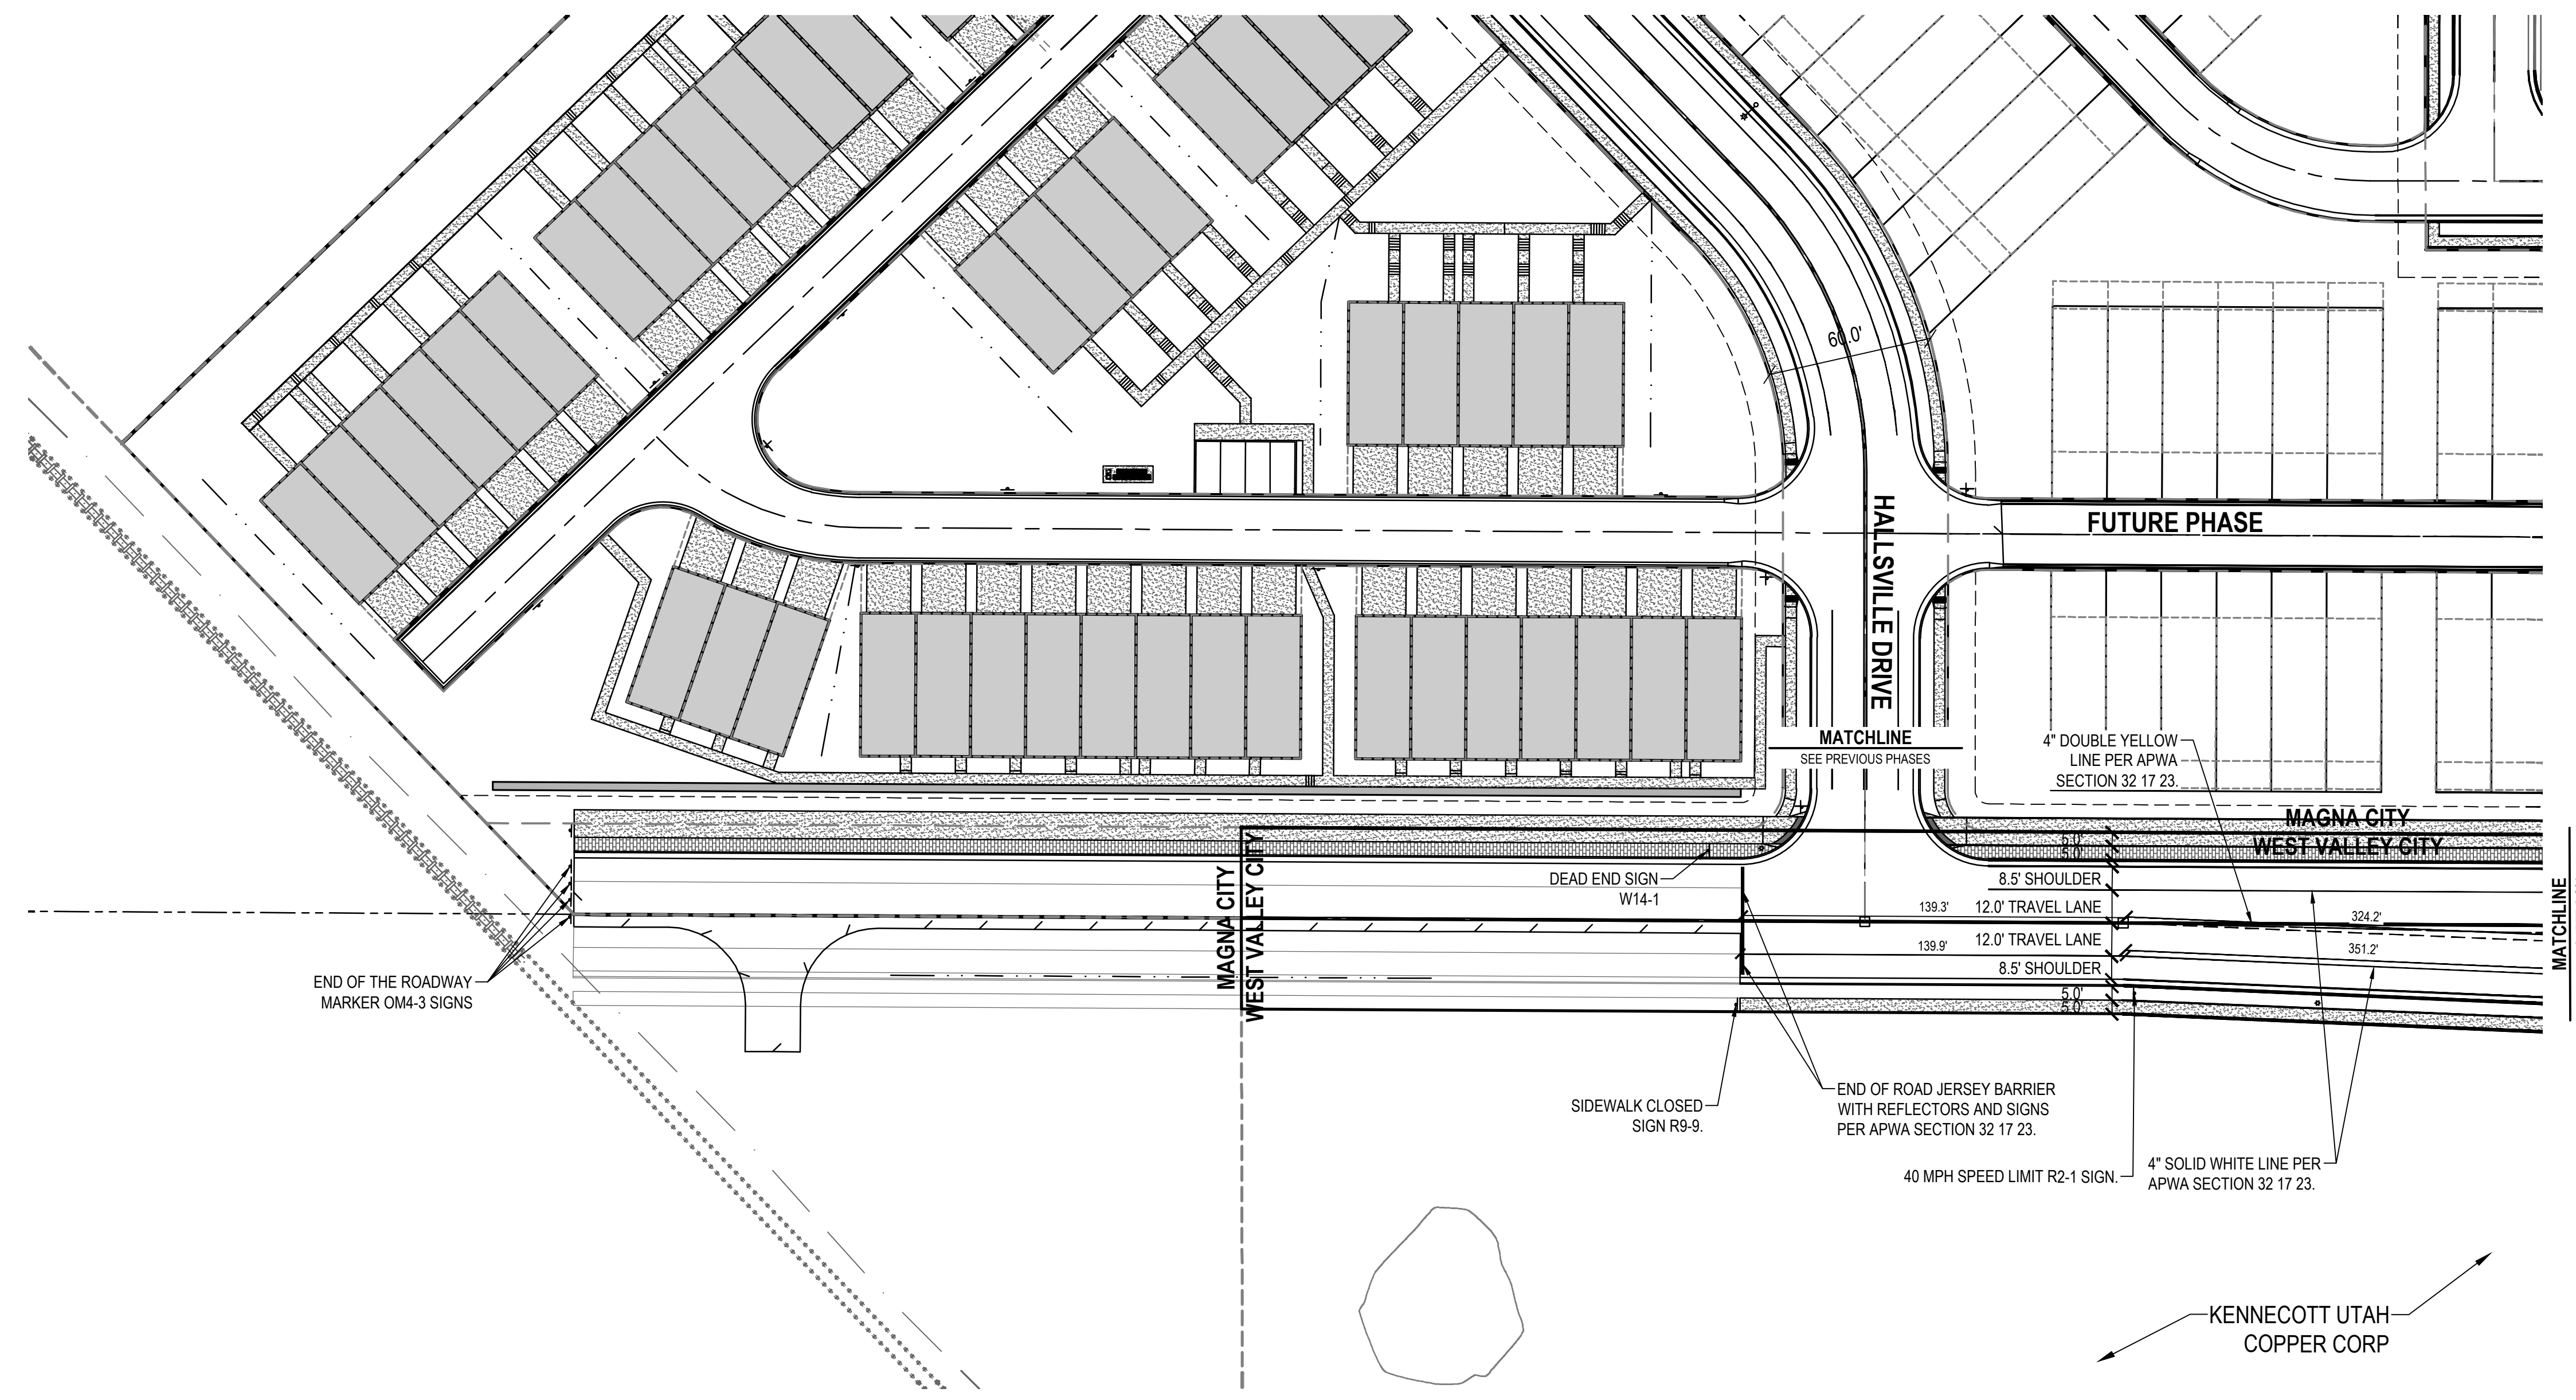 60.0'
HALLSVILLE DRIVE
FUTURE PHASE
MATCHLINE
SEE PREVIOUS PHASES
4" DOUBLE YELLOW
LINE PER APWA
SECTION 32 17 23.
MAGNA CITY
WEST VALLEY CITY
6.0'
5.0'
MAGNA CITY
WEST VALLEY CITY
DEAD END SIGN
W14-1
8.5' SHOULDER
139.3'
12.0' TRAVEL LANE
324.2'
139.9'
12.0' TRAVEL LANE
351.2'
8.5' SHOULDER
5.0'
5.0'
MATCHLINE
END OF THE ROADWAY
MARKER OM4-3 SIGNS
SIDEWALK CLOSED
SIGN R9-9.
END OF ROAD JERSEY BARRIER
WITH REFLECTORS AND SIGNS
PER APWA SECTION 32 17 23.
40 MPH SPEED LIMIT R2-1 SIGN.
4" SOLID WHITE LINE PER
APWA SECTION 32 17 23.
KENNECOTT UTAH
COPPER CORP